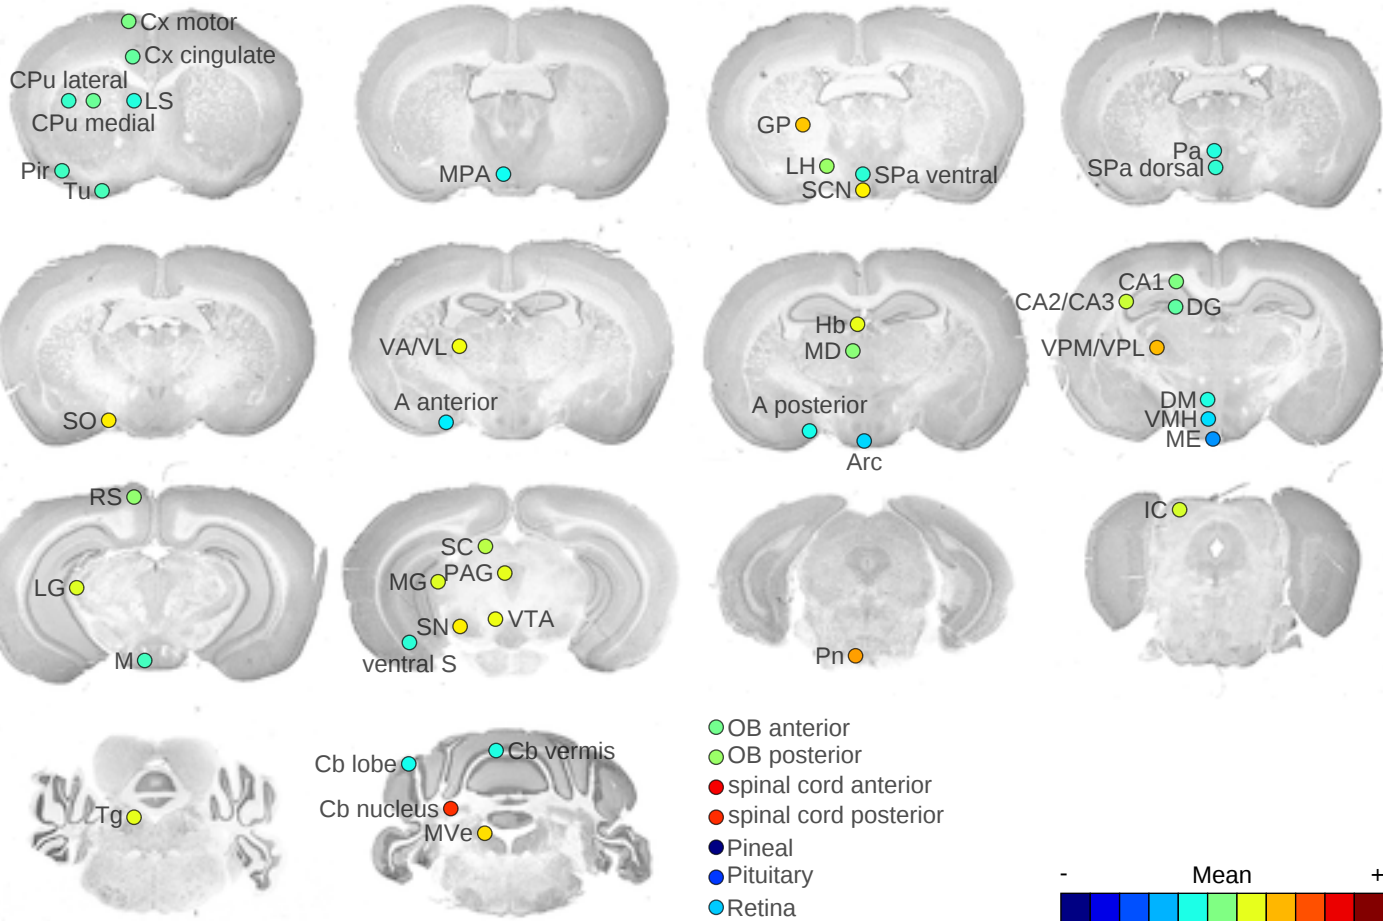 Cx motor
Cx cingulate
CPu lateral
LS
CPu medial
Pir
Tu
MPA
GP
LH
SPa ventral
SCN
Pa
SPa dorsal
SO
VA/VL
A anterior
Hb
MD
A posterior
Arc
CA1
CA2/CA3
DG
VPM/VPL
DM
VMH
ME
RS
LG
M
SC
MG
PAG
SN
VTA
ventral S
Pn
IC
Tg
Cb lobe
Cb vermis
Cb nucleus
MVe
OB anterior
OB posterior
spinal cord anterior
spinal cord posterior
Pineal
Pituitary
Retina
- Mean +